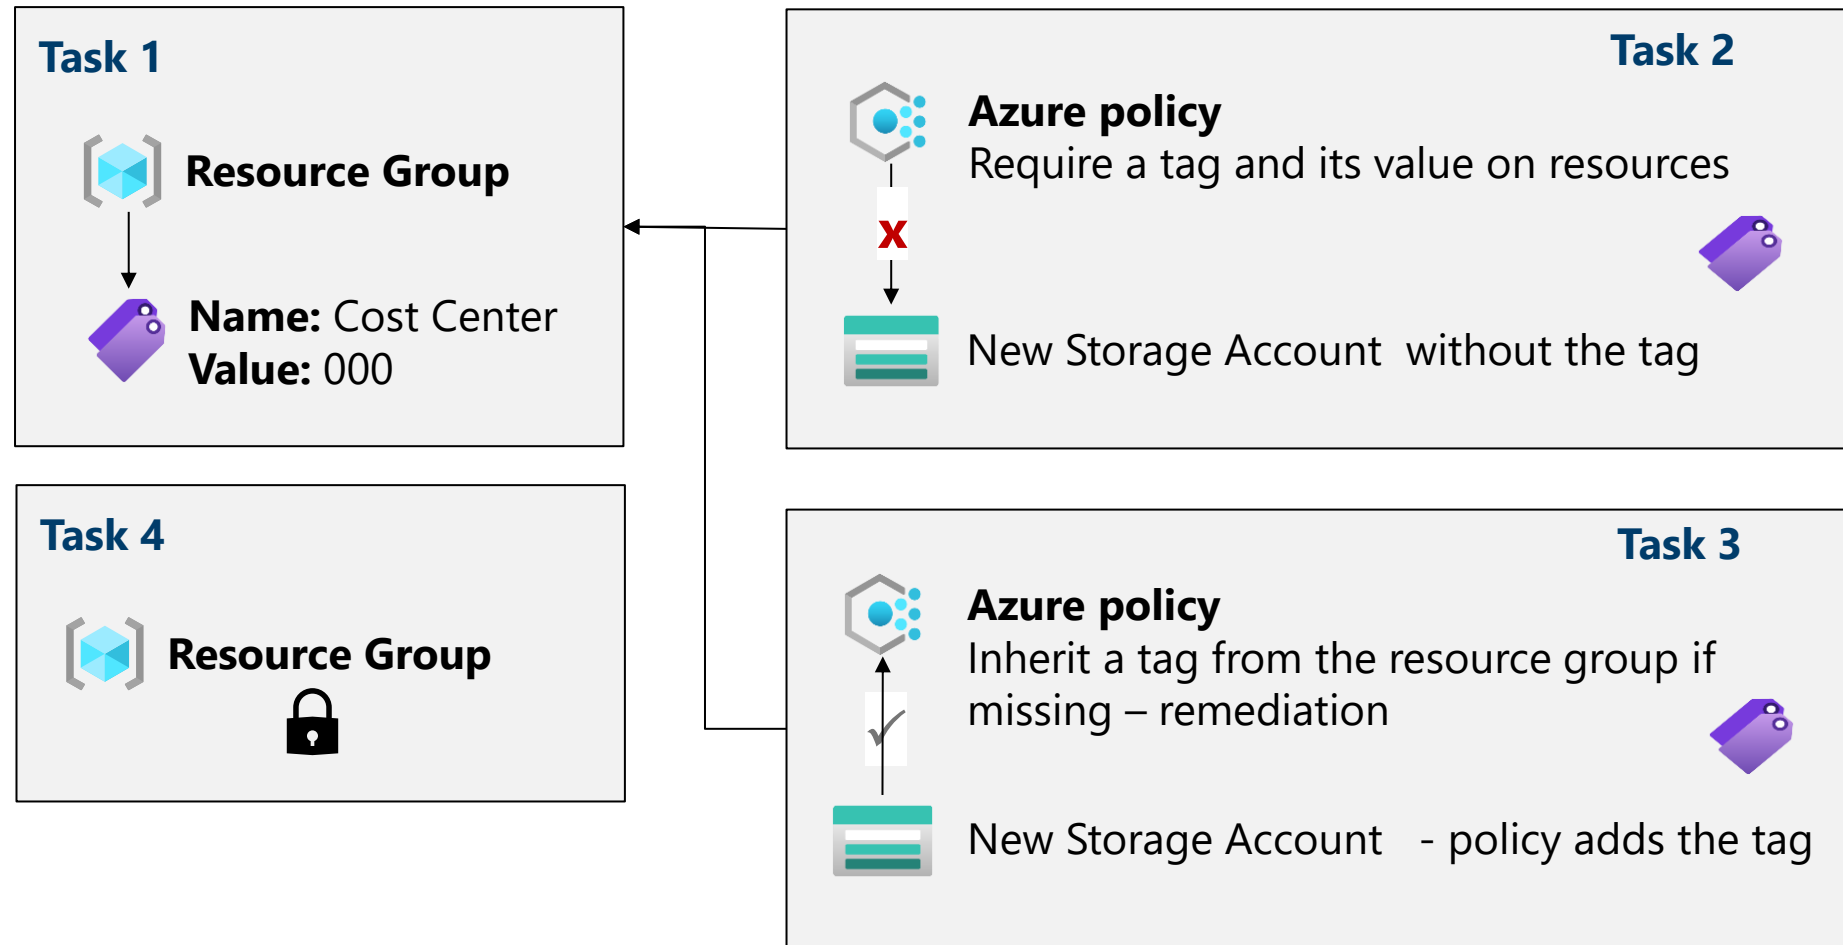 Task 1
Resource Group
Name: Cost Center
Value: 000
Task 2
Azure policy
Require a tag and its value on resources
x
New Storage Account  without the tag
Task 4
Resource Group
Task 3
Azure policy
Inherit a tag from the resource group if
missing – remediation
New Storage Account   - policy adds the tag